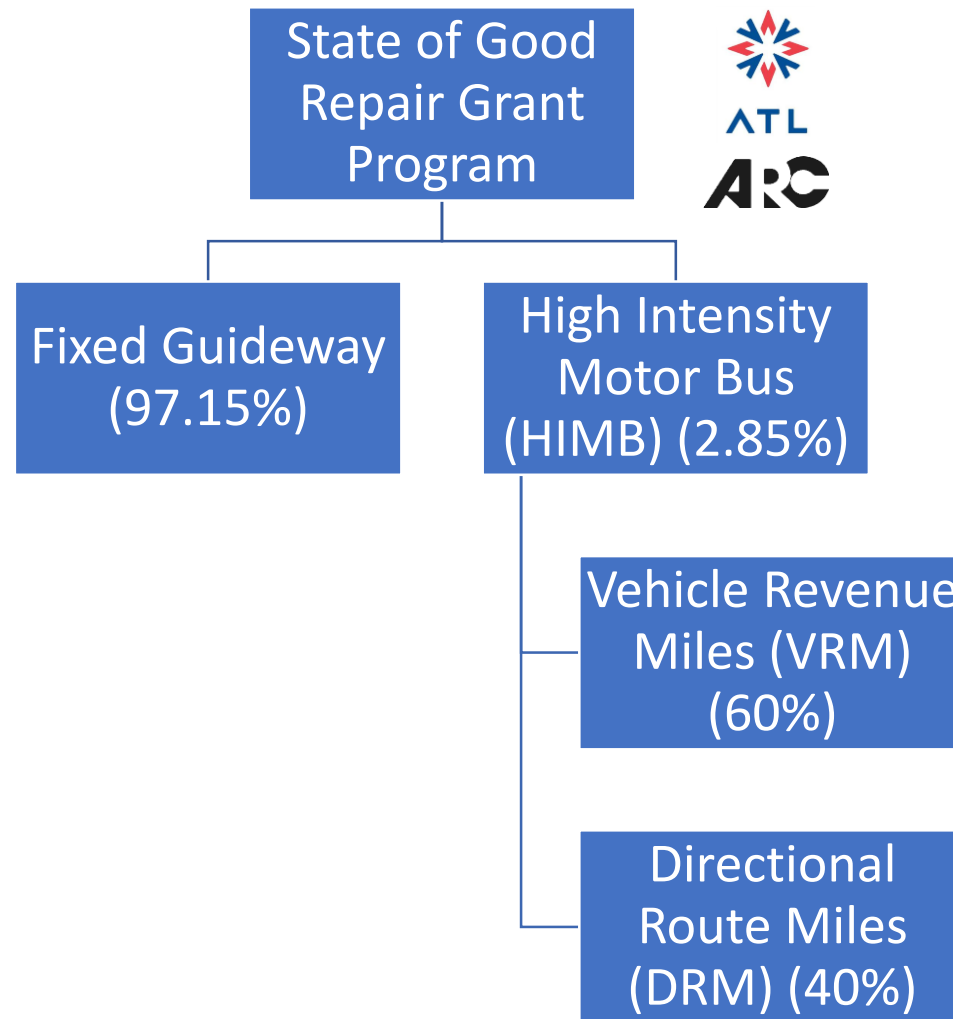 State of Good
Repair Grant
Program
ATL
ARC
Fixed Guideway
(97.15%)
High Intensity
Motor Bus
(HIMB) (2.85%)
Vehicle Revenue
Miles (VRM)
(60%)
Directional
Route Miles
(DRM) (40%)